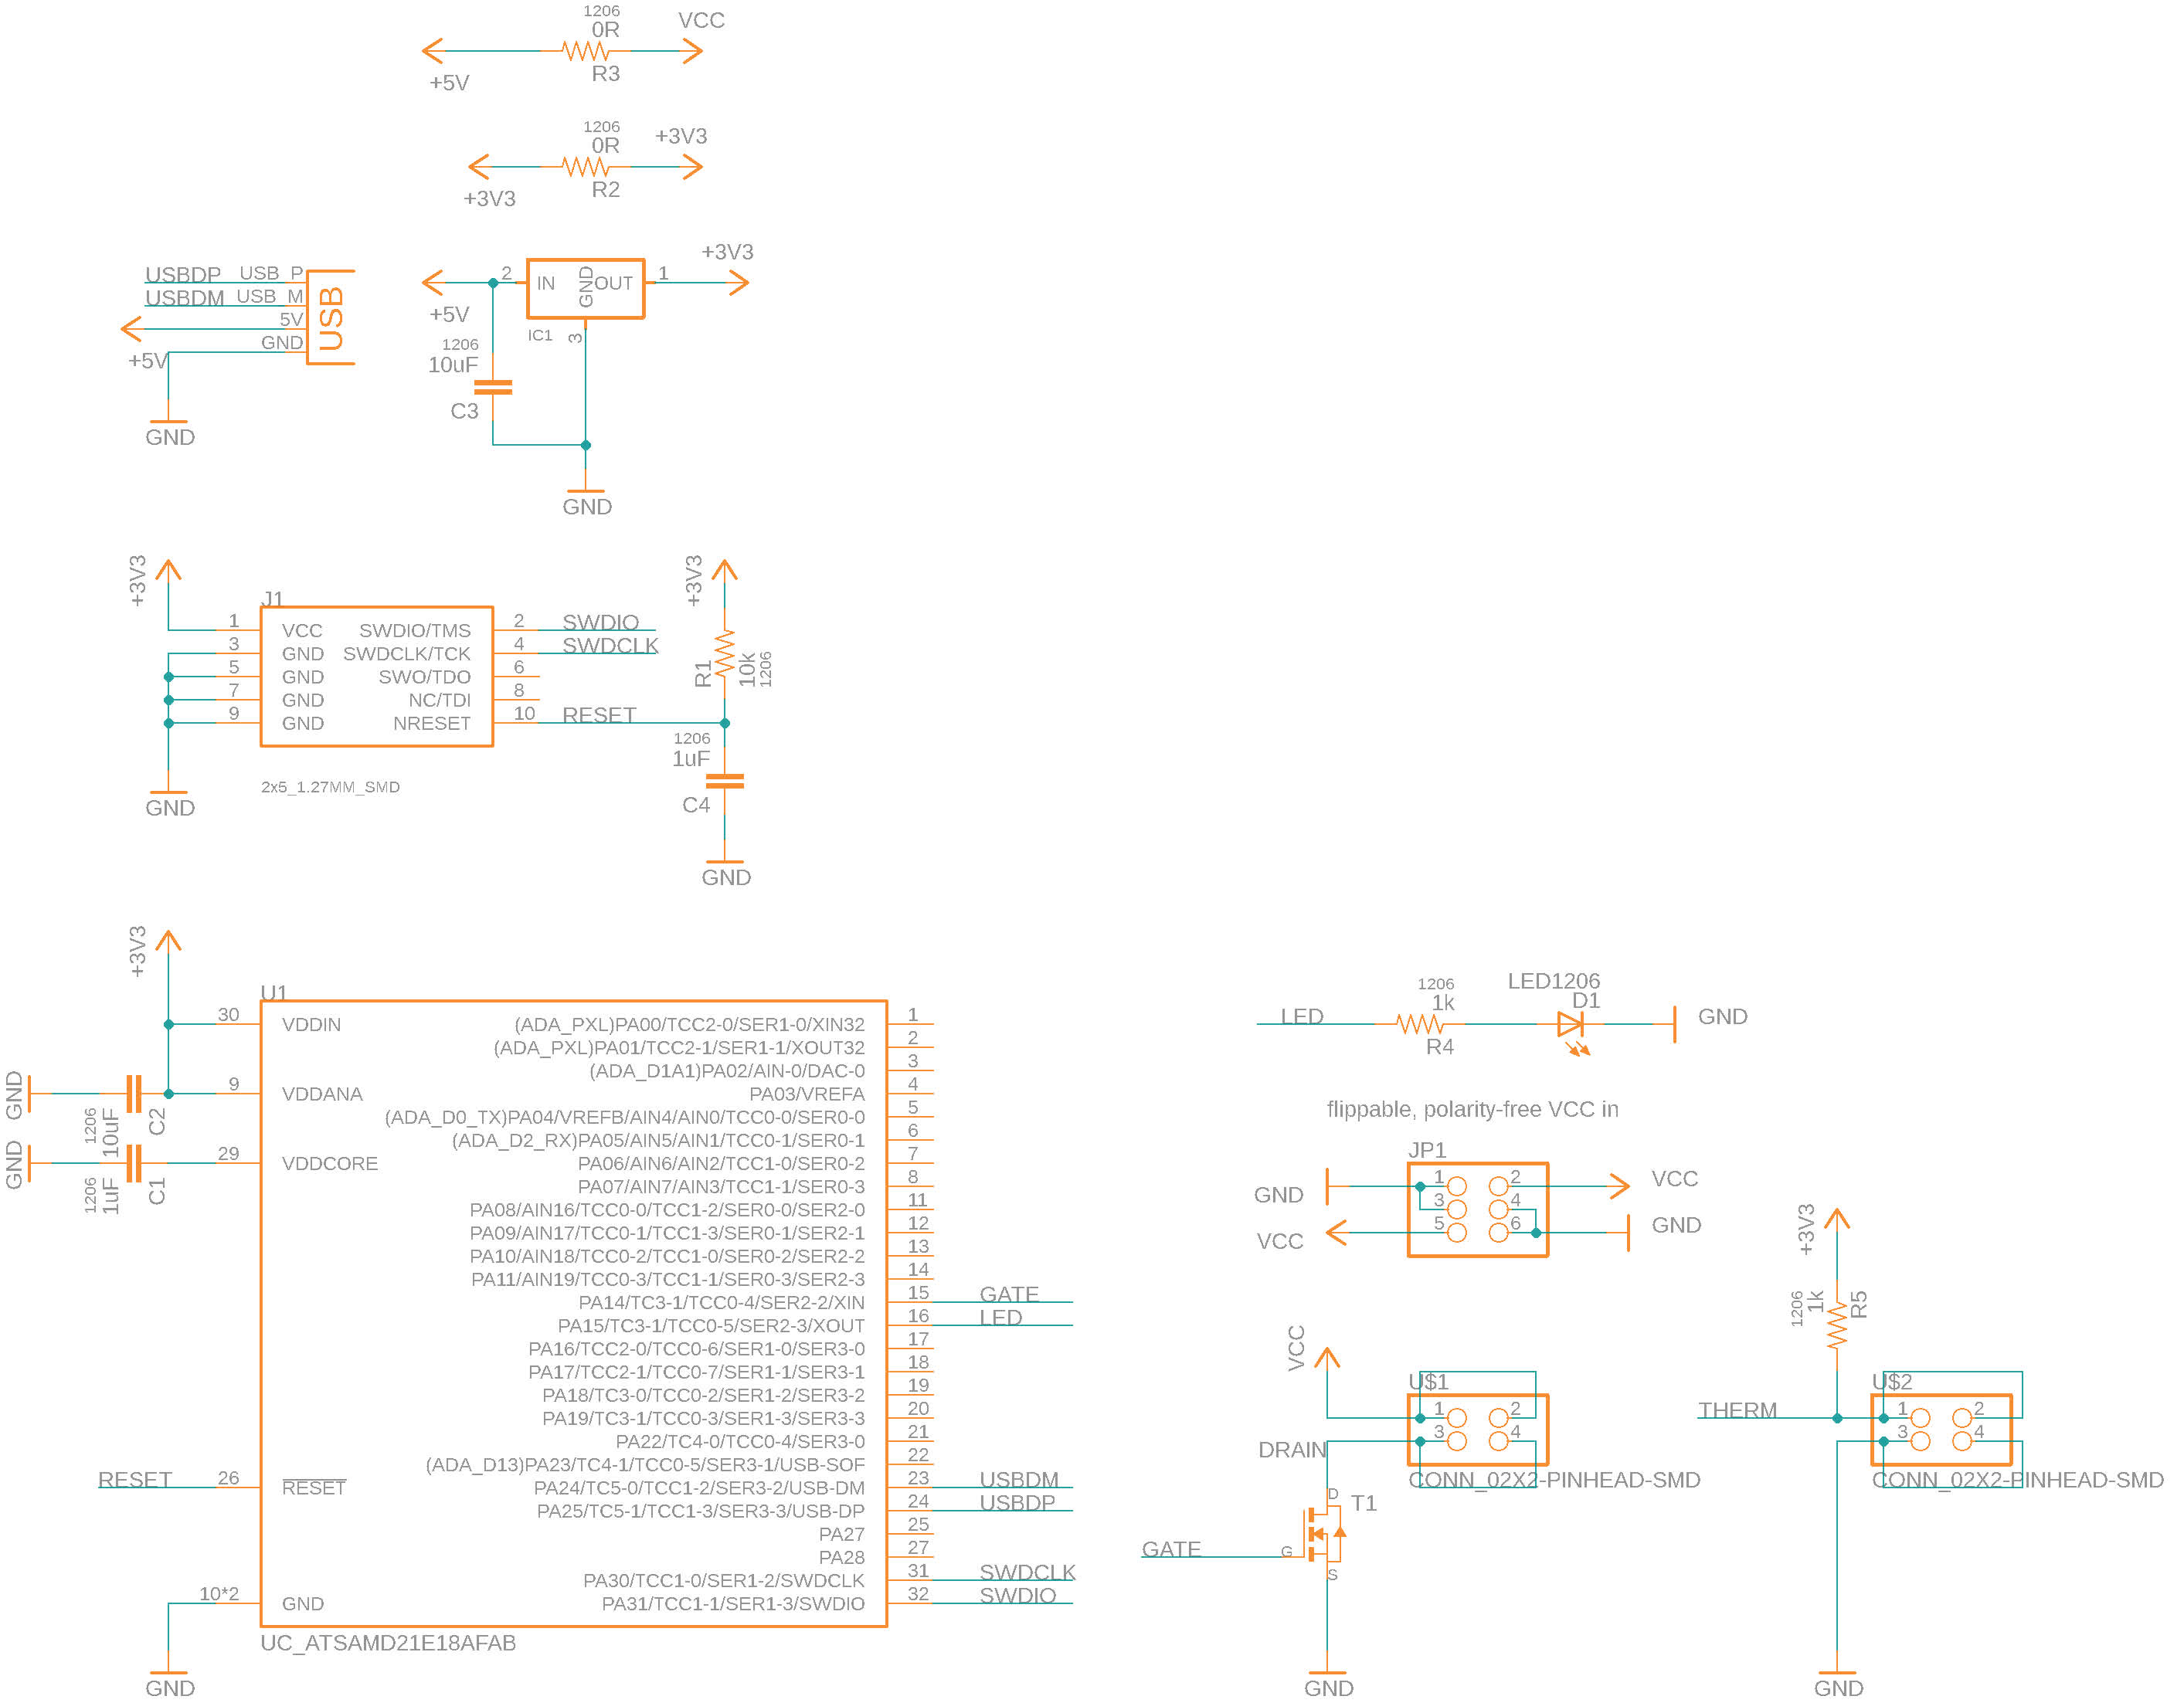 1206
0R
VCC
+5V
R3
1206
0R
+3V3
+3V3
R2
USBDP USB_P
USBDM USB_M
5V
GND
+5V
USB
GND
+3V3
2 IN GND OUT 1
+5V
IC1
3
1206
10uF
C3
GND
+3V3
J1
1 VCC SWDIO/TMS 2 SWDIO
3 GND SWDCLK/TCK 4 SWDCLK
5 GND SWO/TDO 6
7 GND NC/TDI 8
9 GND NRESET 10 RESET
2x5_1.27MM_SMD
GND
+3V3
R1
10k
1206
1206
1uF
C4
GND
+3V3
U1
30 VDDIN
9 VDDANA
29 VDDCORE
GND
1206
10uF
C2
GND
1206
1uF
C1
RESET 26 RESET
10*2 GND
GND
(ADA_PXL)PA00/TCC2-0/SER1-0/XIN32 1
(ADA_PXL)PA01/TCC2-1/SER1-1/XOUT32 2
(ADA_D1A1)PA02/AIN-0/DAC-0 3
PA03/VREFA 4
(ADA_D0_TX)PA04/VREFB/AIN4/AIN0/TCC0-0/SER0-0 5
(ADA_D2_RX)PA05/AIN5/AIN1/TCC0-1/SER0-1 6
PA06/AIN6/AIN2/TCC1-0/SER0-2 7
PA07/AIN7/AIN3/TCC1-1/SER0-3 8
PA08/AIN16/TCC0-0/TCC1-2/SER0-0/SER2-0 11
PA09/AIN17/TCC0-1/TCC1-3/SER0-1/SER2-1 12
PA10/AIN18/TCC0-2/TCC1-0/SER0-2/SER2-2 13
PA11/AIN19/TCC0-3/TCC1-1/SER0-3/SER2-3 14
PA14/TC3-1/TCC0-4/SER2-2/XIN 15 GATE
PA15/TC3-1/TCC0-5/SER2-3/XOUT 16 LED
PA16/TCC2-0/TCC0-6/SER1-0/SER3-0 17
PA17/TCC2-1/TCC0-7/SER1-1/SER3-1 18
PA18/TC3-0/TCC0-2/SER1-2/SER3-2 19
PA19/TC3-1/TCC0-3/SER1-3/SER3-3 20
PA22/TC4-0/TCC0-4/SER3-0 21
(ADA_D13)PA23/TC4-1/TCC0-5/SER3-1/USB-SOF 22
PA24/TC5-0/TCC1-2/SER3-2/USB-DM 23 USBDM
PA25/TC5-1/TCC1-3/SER3-3/USB-DP 24 USBDP
PA27 25
PA28 27
PA30/TCC1-0/SER1-2/SWDCLK 31 SWDCLK
PA31/TCC1-1/SER1-3/SWDIO 32 SWDIO
UC_ATSAMD21E18AFAB
LED
1206
1k
R4
LED1206
D1
GND
flippable, polarity-free VCC in
JP1
GND 1 2 VCC
3 4
VCC 5 6 GND
VCC
U$1
1 2
3 4
CONN_02X2-PINHEAD-SMD
DRAIN
D
T1
GATE G
S
GND
+3V3
1206
1k
R5
U$2
THERM 1 2
3 4
CONN_02X2-PINHEAD-SMD
GND